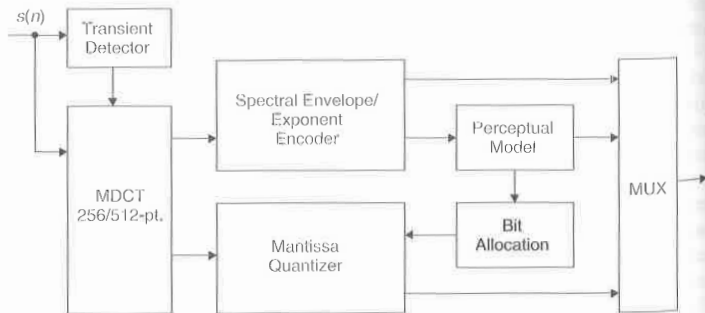 s(n)
Transient
Detector
MDCT
256/512-pt.
Spectral Envelope/
Exponent
Encoder
Perceptual
Model
Mantissa
Quantizer
Bit
Allocation
MUX